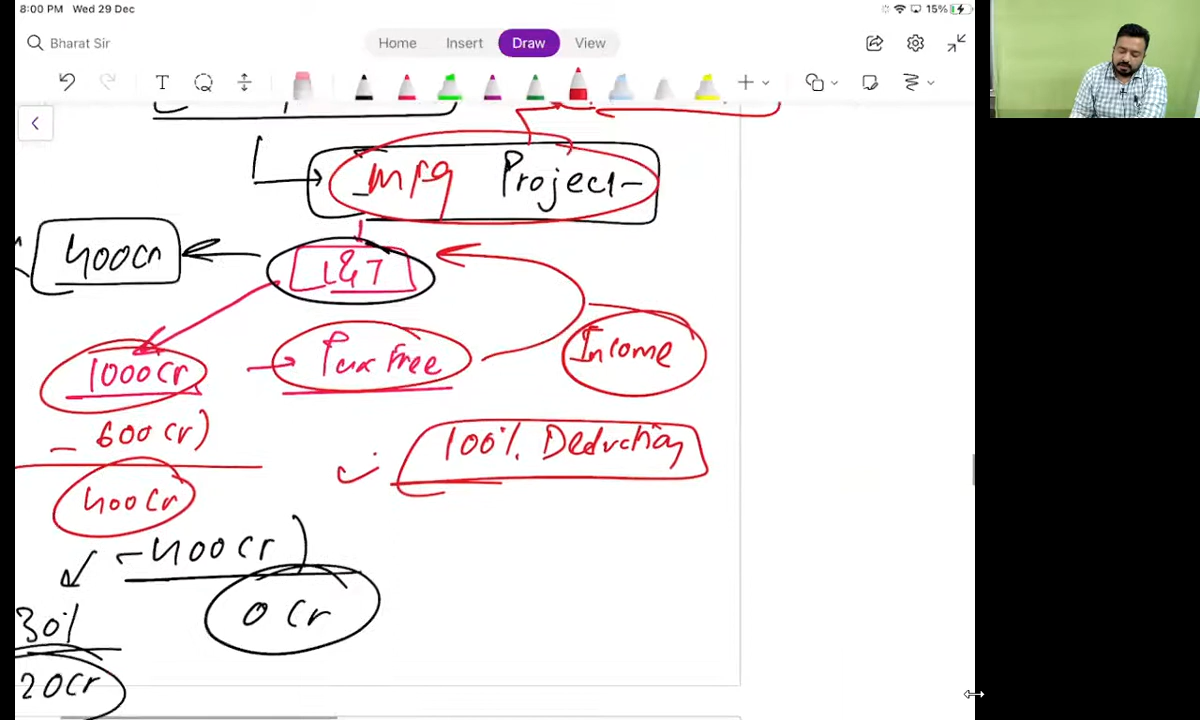 8:00 PM Wed 29 Dec
15%
Bharat Sir
Home Insert Draw View
T
Mfg Project
400Cr
L&T
1000Cr
Tax Free
Income
- 600Cr)
100% Deduction
400Cr
- 400Cr)
0 Cr
30%
20Cr